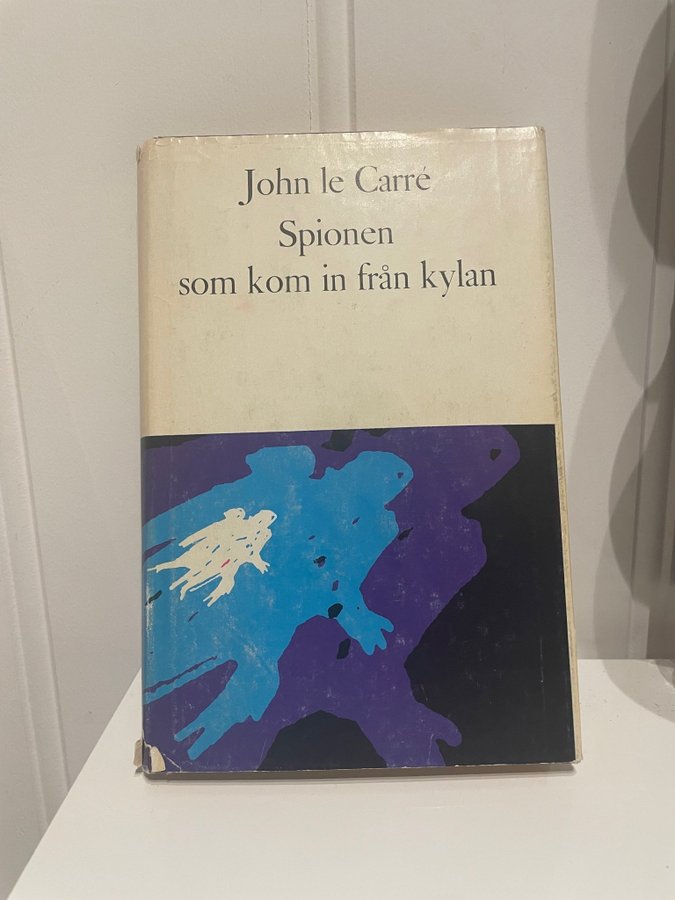 John le Carré
Spionen
som kom in från kylan